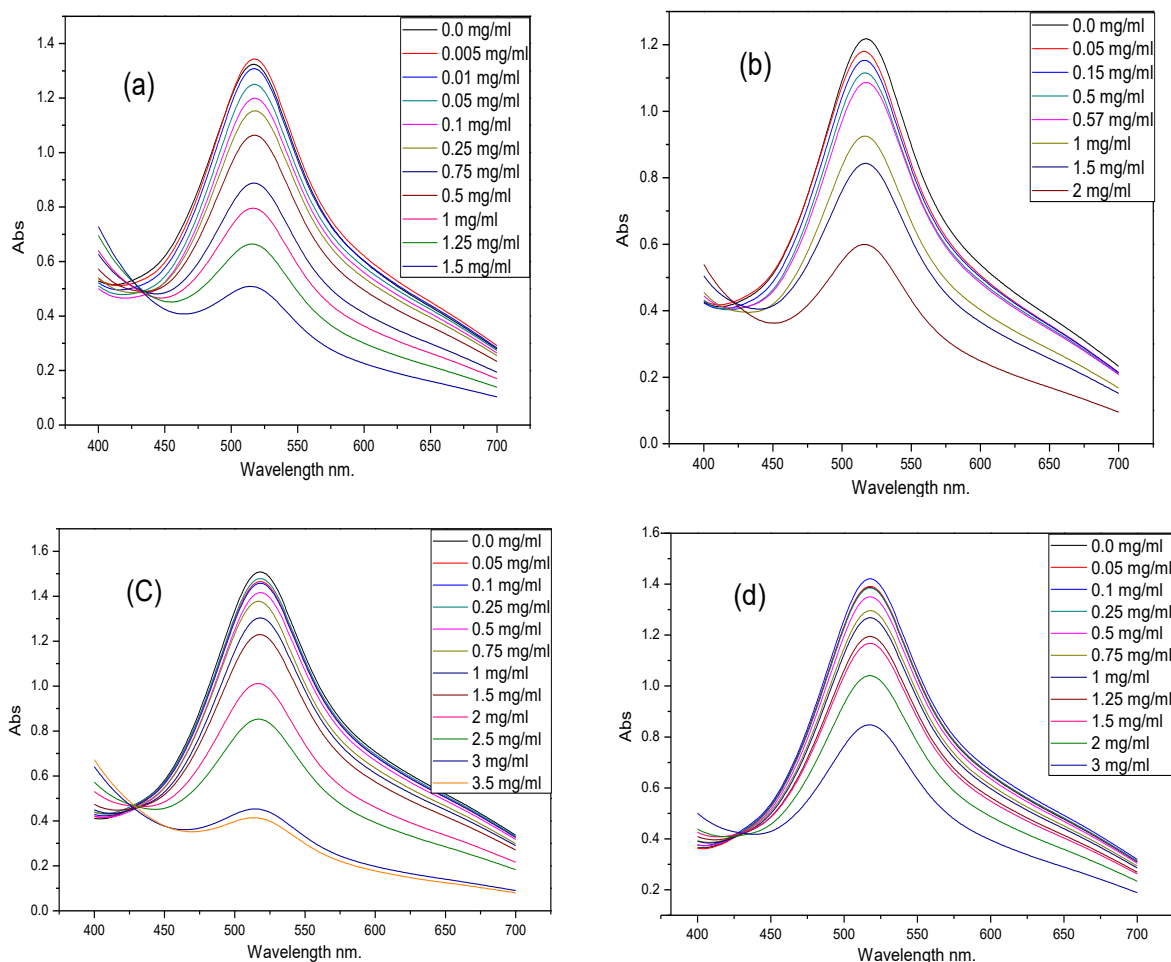 (a)
0.0 mg/ml
0.005 mg/ml
0.01 mg/ml
0.05 mg/ml
0.1 mg/ml
0.25 mg/ml
0.75 mg/ml
0.5 mg/ml
1 mg/ml
1.25 mg/ml
1.5 mg/ml
Abs
1.4
1.2
1.0
0.8
0.6
0.4
0.2
0.0
400 450 500 550 600 650 700
Wavelength nm.
(b)
0.0 mg/ml
0.05 mg/ml
0.15 mg/ml
0.5 mg/ml
0.57 mg/ml
1 mg/ml
1.5 mg/ml
2 mg/ml
Abs
1.2
1.0
0.8
0.6
0.4
0.2
0.0
400 450 500 550 600 650 700
Wavelength nm.
(C)
0.0 mg/ml
0.05 mg/ml
0.1 mg/ml
0.25 mg/ml
0.5 mg/ml
0.75 mg/ml
1 mg/ml
1.5 mg/ml
2 mg/ml
2.5 mg/ml
3 mg/ml
3.5 mg/ml
Abs
1.6
1.4
1.2
1.0
0.8
0.6
0.4
0.2
0.0
400 450 500 550 600 650 700
Wavelength nm.
(d)
0.0 mg/ml
0.05 mg/ml
0.1 mg/ml
0.25 mg/ml
0.5 mg/ml
0.75 mg/ml
1 mg/ml
1.25 mg/ml
1.5 mg/ml
2 mg/ml
3 mg/ml
Abs
1.6
1.4
1.2
1.0
0.8
0.6
0.4
0.2
400 450 500 550 600 650 700
Wavelength nm.